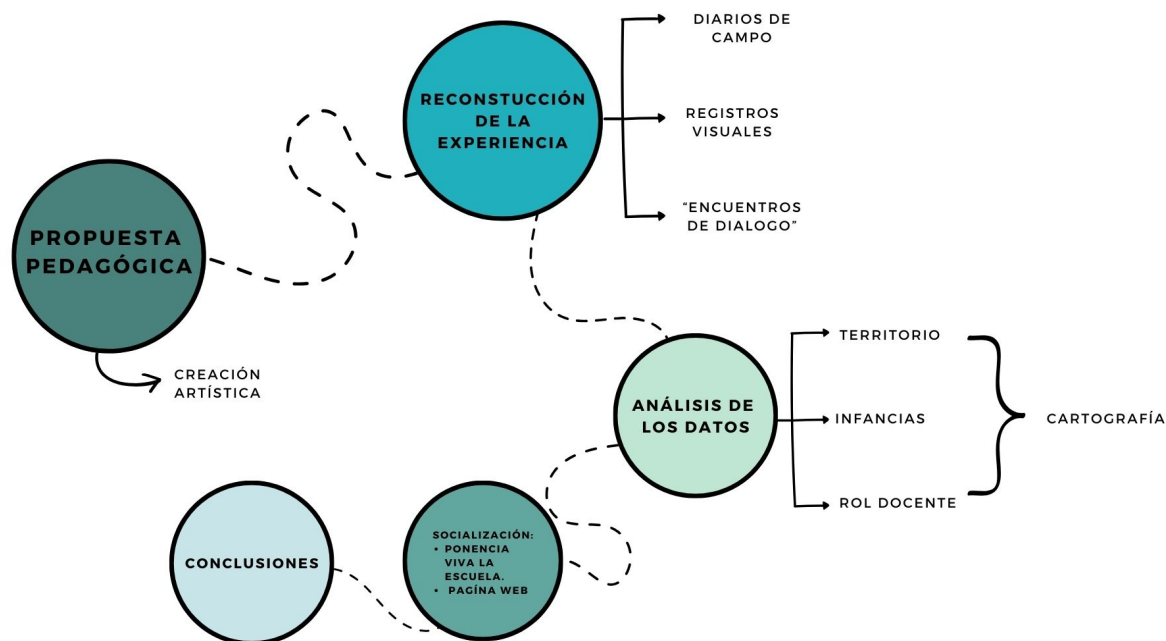 PROPUESTA
PEDAGÓGICA
CREACIÓN
ARTÍSTICA
RECONSTUCCIÓN
DE LA
EXPERIENCIA
DIARIOS DE
CAMPO
REGISTROS
VISUALES
“ENCUENTROS
DE DIALOGO”
ANÁLISIS DE
LOS DATOS
TERRITORIO
INFANCIAS
ROL DOCENTE
CARTOGRAFÍA
SOCIALIZACIÓN:
• PONENCIA
VIVA LA
ESCUELA.
• PAGÍNA WEB
CONCLUSIONES